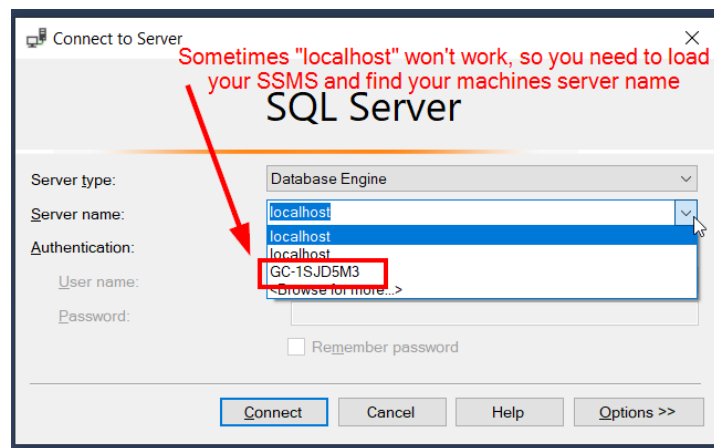 Connect to Server
Sometimes "localhost" won't work, so you need to load
your SSMS and find your machines server name
SQL Server
Server type:
Database Engine
Server name:
localhost
localhost
localhost
Authentication:
GC-1SJD5M3
User name:
<Browse for more...>
Password:
Remember password
Connect
Cancel
Help
Options >>